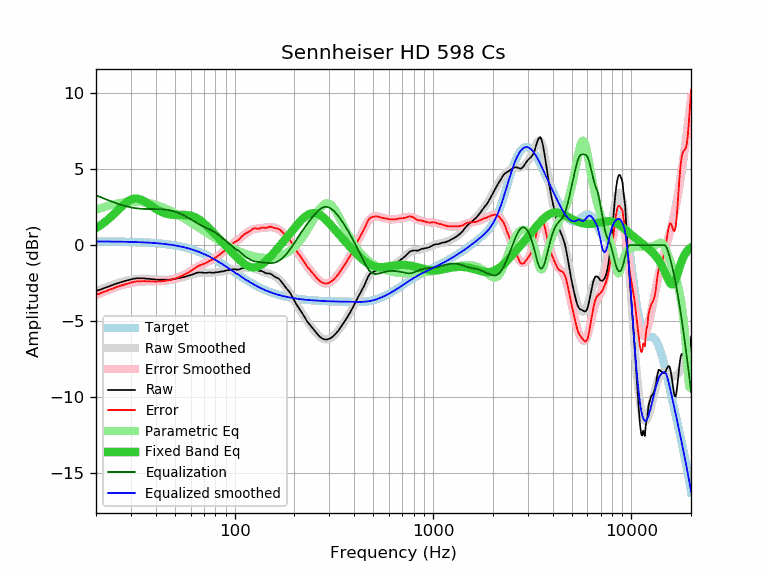 Sennheiser HD 598 Cs
10
5
0
−5
−10
−15
Amplitude (dBr)
Target
Raw Smoothed
Error Smoothed
Raw
Error
Parametric Eq
Fixed Band Eq
Equalization
Equalized smoothed
100
1000
10000
Frequency (Hz)